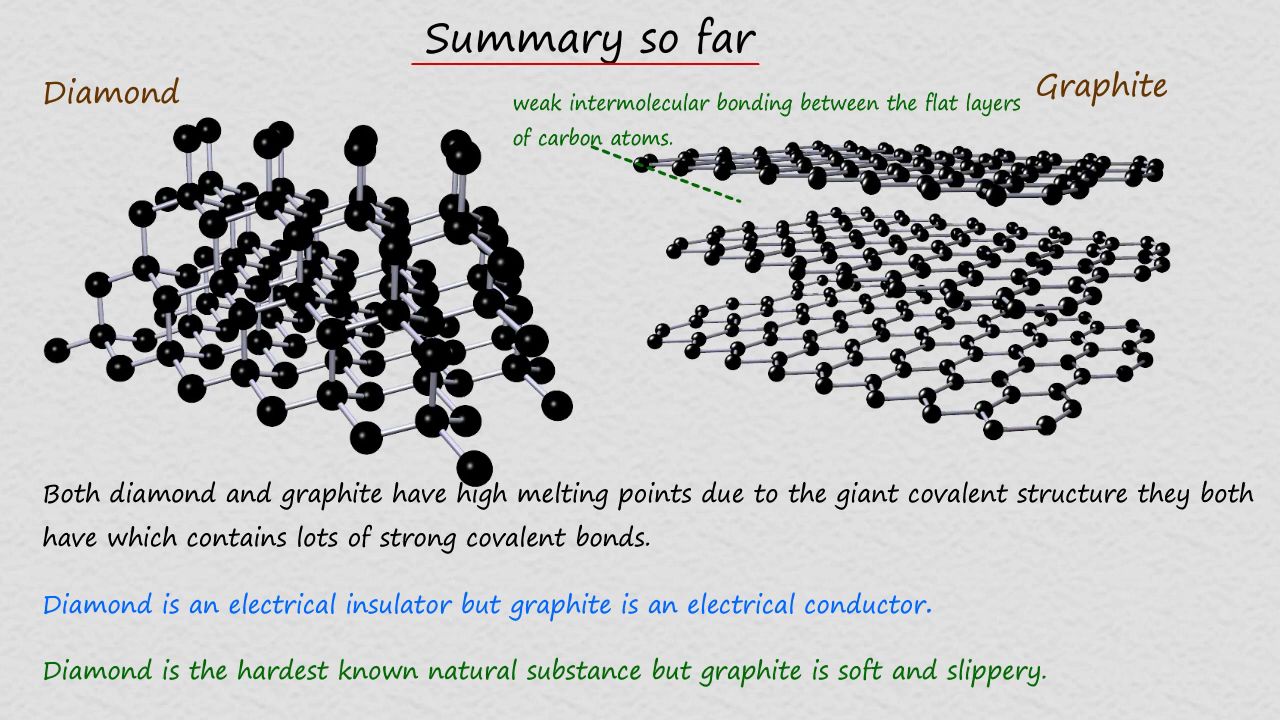 Summary so far
Diamond
Graphite
weak intermolecular bonding between the flat layers
of carbon atoms.
Both diamond and graphite have high melting points due to the giant covalent structure they both
have which contains lots of strong covalent bonds.
Diamond is an electrical insulator but graphite is an electrical conductor.
Diamond is the hardest known natural substance but graphite is soft and slippery.